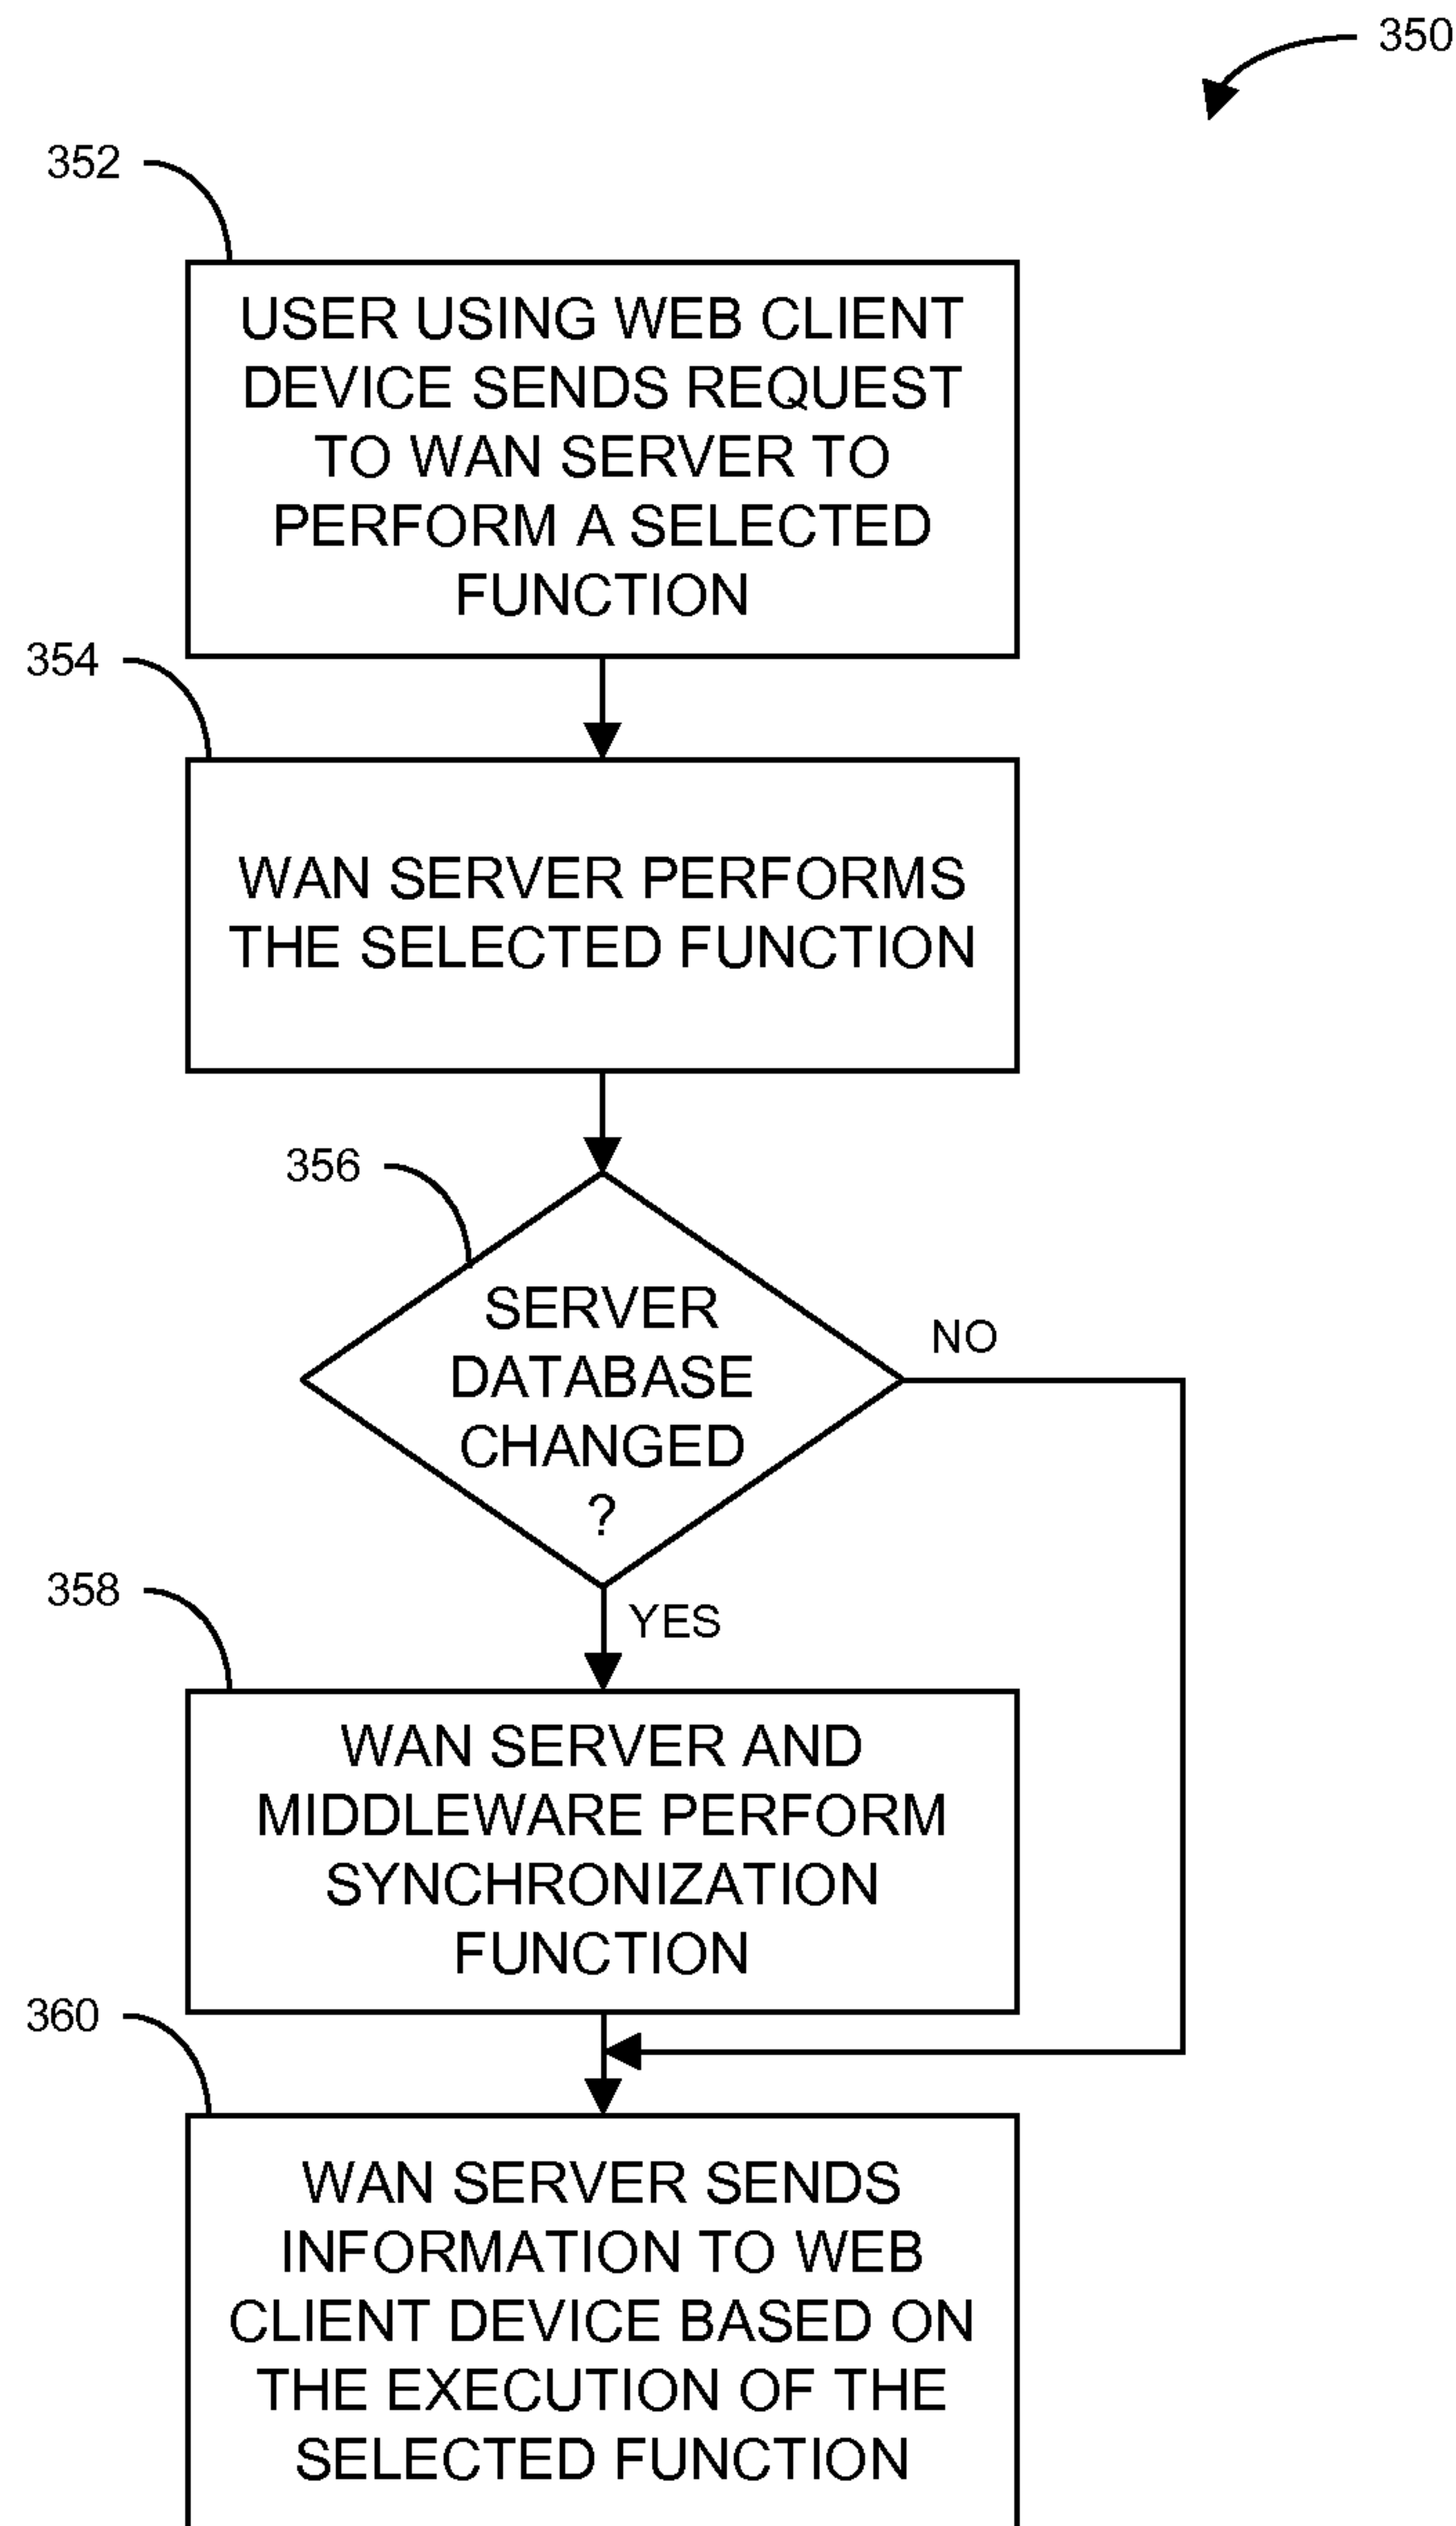 350
352
USER USING WEB CLIENT
DEVICE SENDS REQUEST
TO WAN SERVER TO
PERFORM A SELECTED
FUNCTION
354
WAN SERVER PERFORMS
THE SELECTED FUNCTION
356
SERVER
DATABASE
CHANGED
?
NO
YES
358
WAN SERVER AND
MIDDLEWARE PERFORM
SYNCHRONIZATION
FUNCTION
360
WAN SERVER SENDS
INFORMATION TO WEB
CLIENT DEVICE BASED ON
THE EXECUTION OF THE
SELECTED FUNCTION